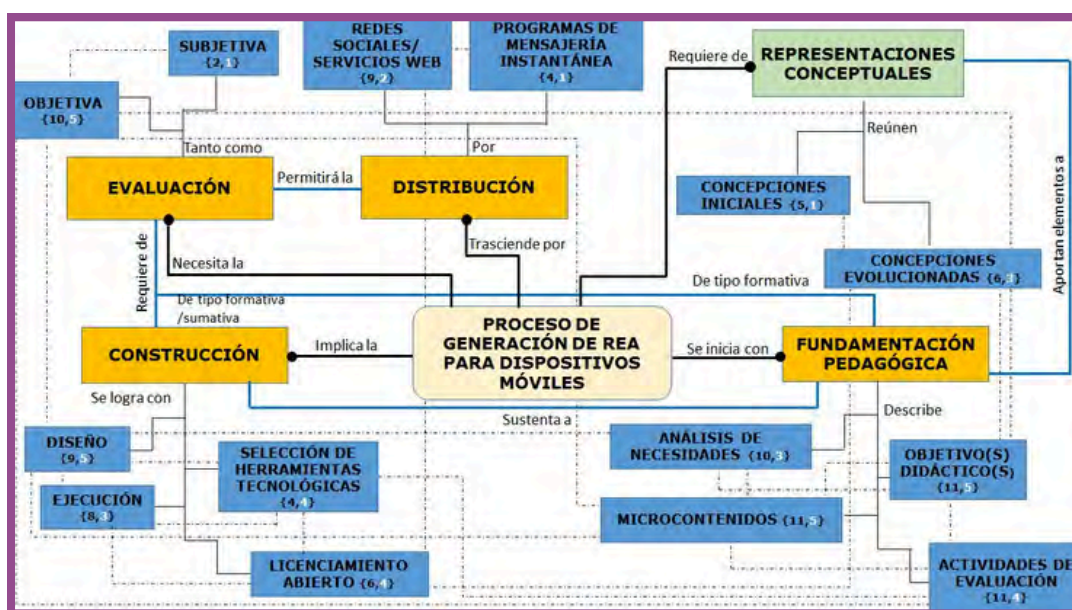 SUBJETIVA
{2,1}
REDES
SOCIALES/
SERVICIOS WEB
{9,2}
PROGRAMAS DE
MENSAJERÍA
INSTANTÁNEA
{4,1}
Requiere de
REPRESENTACIONES
CONCEPTUALES
OBJETIVA
{10,5}
Tanto como
Por
Reúnen
EVALUACIÓN
Permitirá la
DISTRIBUCIÓN
CONCEPCIONES
INICIALES {5,1}
Aportan elementos a
Requiere de
Necesita la
Trasciende por
CONCEPCIONES
EVOLUCIONADAS {6,3}
De tipo formativa
/sumativa
De tipo formativa
CONSTRUCCIÓN
Implica la
PROCESO DE
GENERACIÓN DE REA
PARA DISPOSITIVOS
MÓVILES
Se inicia con
FUNDAMENTACIÓN
PEDAGÓGICA
Se logra con
Sustenta a
Describe
DISEÑO
{9,5}
SELECCIÓN DE
HERRAMIENTAS
TECNOLÓGICAS
{4,4}
ANÁLISIS DE
NECESIDADES {10,3}
OBJETIVO(S)
DIDÁCTICO(S)
{11,5}
EJECUCIÓN
{8,3}
MICROCONTENIDOS {11,5}
LICENCIAMIENTO
ABIERTO {6,4}
ACTIVIDADES DE
EVALUACIÓN
{11,4}